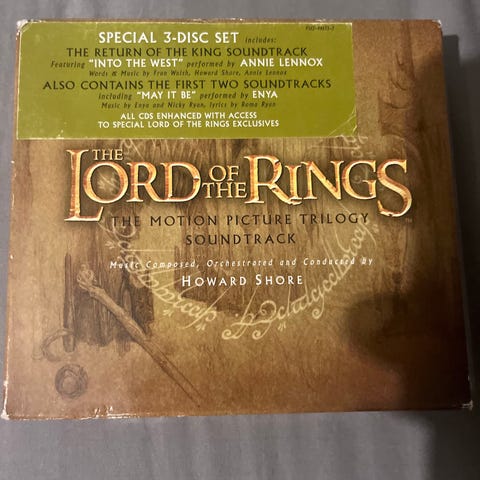 SPECIAL 3-DISC SET includes:
THE RETURN OF THE KING SOUNDTRACK
Featuring "INTO THE WEST" performed by ANNIE LENNOX
Words & Music by Fran Walsh, Howard Shore, Annie Lennox
ALSO CONTAINS THE FIRST TWO SOUNDTRACKS
including "MAY IT BE" performed by ENYA
Music by Enya and Nicky Ryan, lyrics by Roma Ryan
ALL CDS ENHANCED WITH ACCESS
TO SPECIAL LORD OF THE RINGS EXCLUSIVES
THE
LORD OF THE RINGS
THE MOTION PICTURE TRILOGY
SOUNDTRACK
Music Composed, Orchestrated and Conducted by
HOWARD SHORE